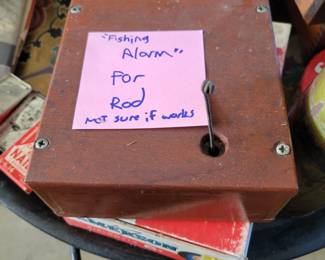 "Fishing
Alarm"
For
Rod
Not Sure if works